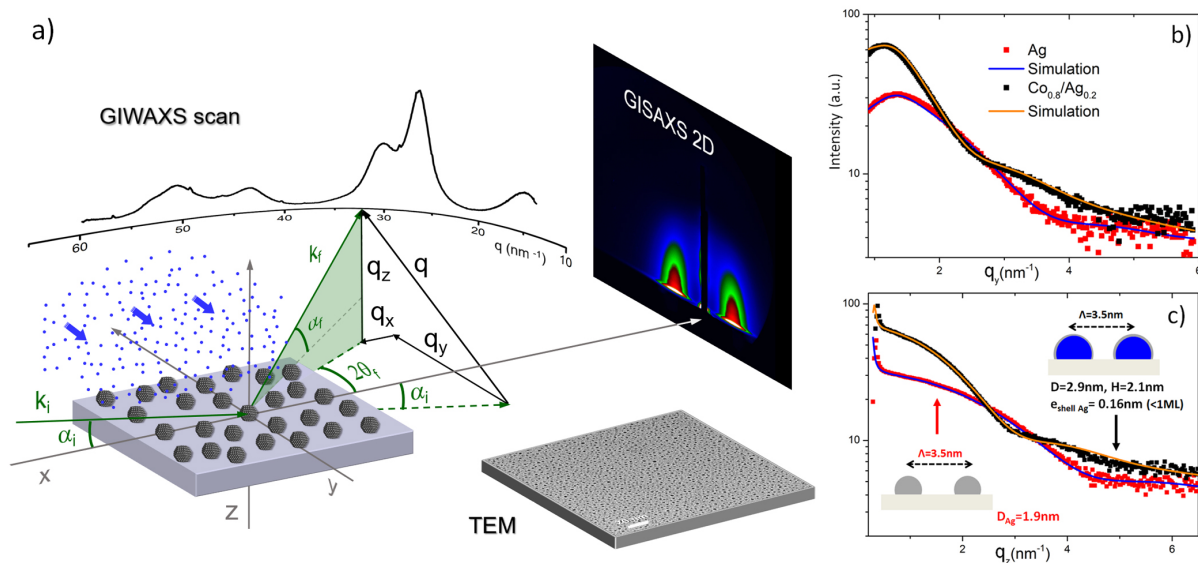 a)
GIWAXS scan
60
50
40
30
20
10
q (nm⁻¹)
GISAXS 2D
k_f
q_z
q
q_x
q_y
α_f
2θ_f
α_i
k_i
α_i
x
y
z
TEM
b)
100
10
Intensity (a.u.)
Ag
Simulation
Co₀.₈/Ag₀.₂
Simulation
2
4
6
q_y(nm⁻¹)
c)
100
10
Λ=3.5nm
D=2.9nm, H=2.1nm
e_shell Ag= 0.16nm (<1ML)
Λ=3.5nm
D_Ag=1.9nm
2
4
6
q_z(nm⁻¹)